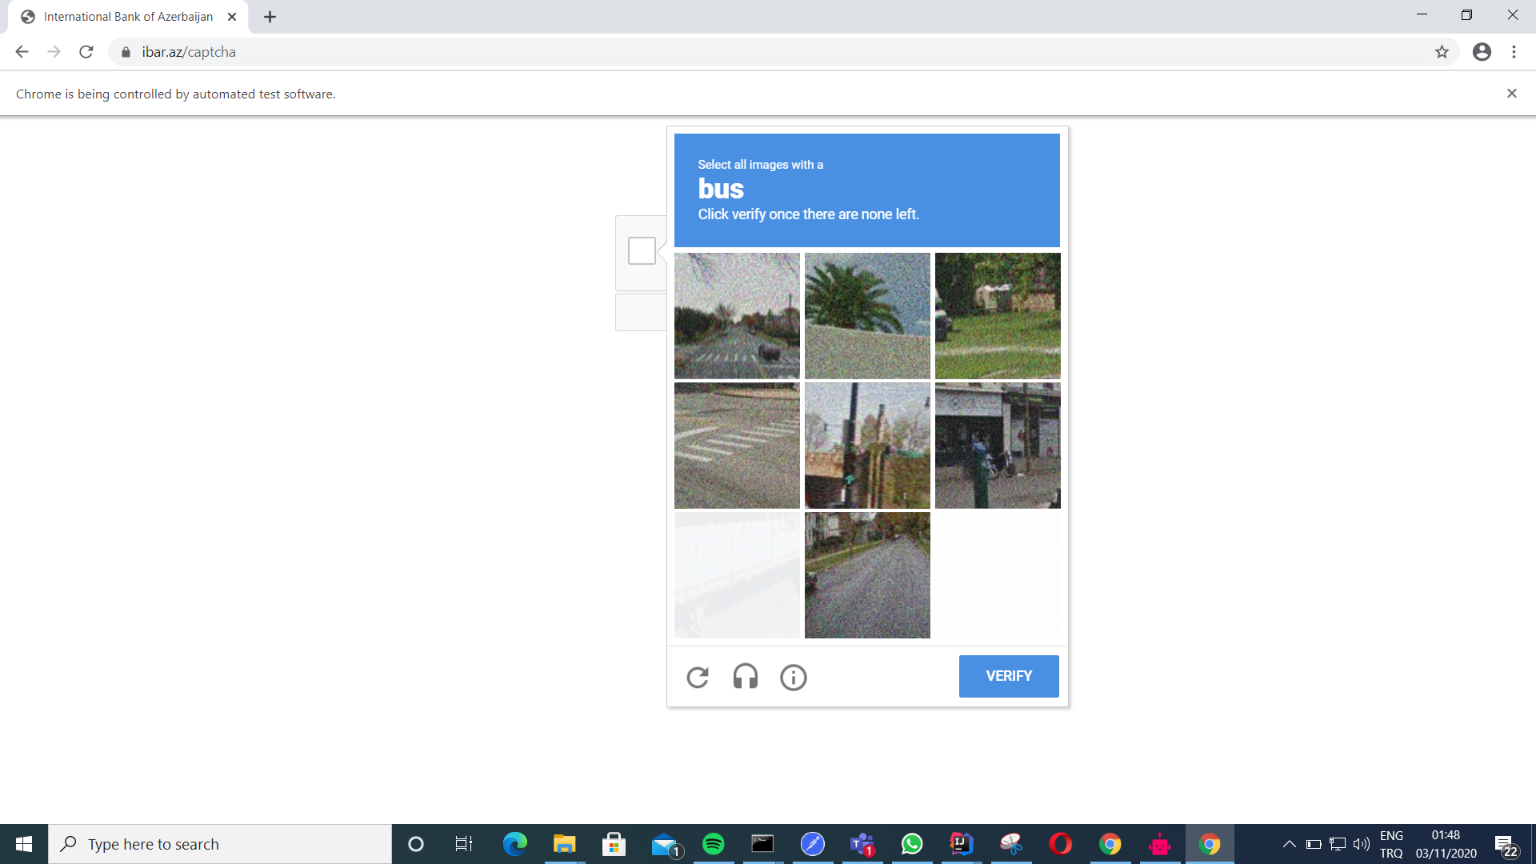 International Bank of Azerbaijan
ibar.az/captcha
Chrome is being controlled by automated test software.
Select all images with a
bus
Click verify once there are none left.
VERIFY
Type here to search
1
1
ENG
TRQ
01:48
03/11/2020
22